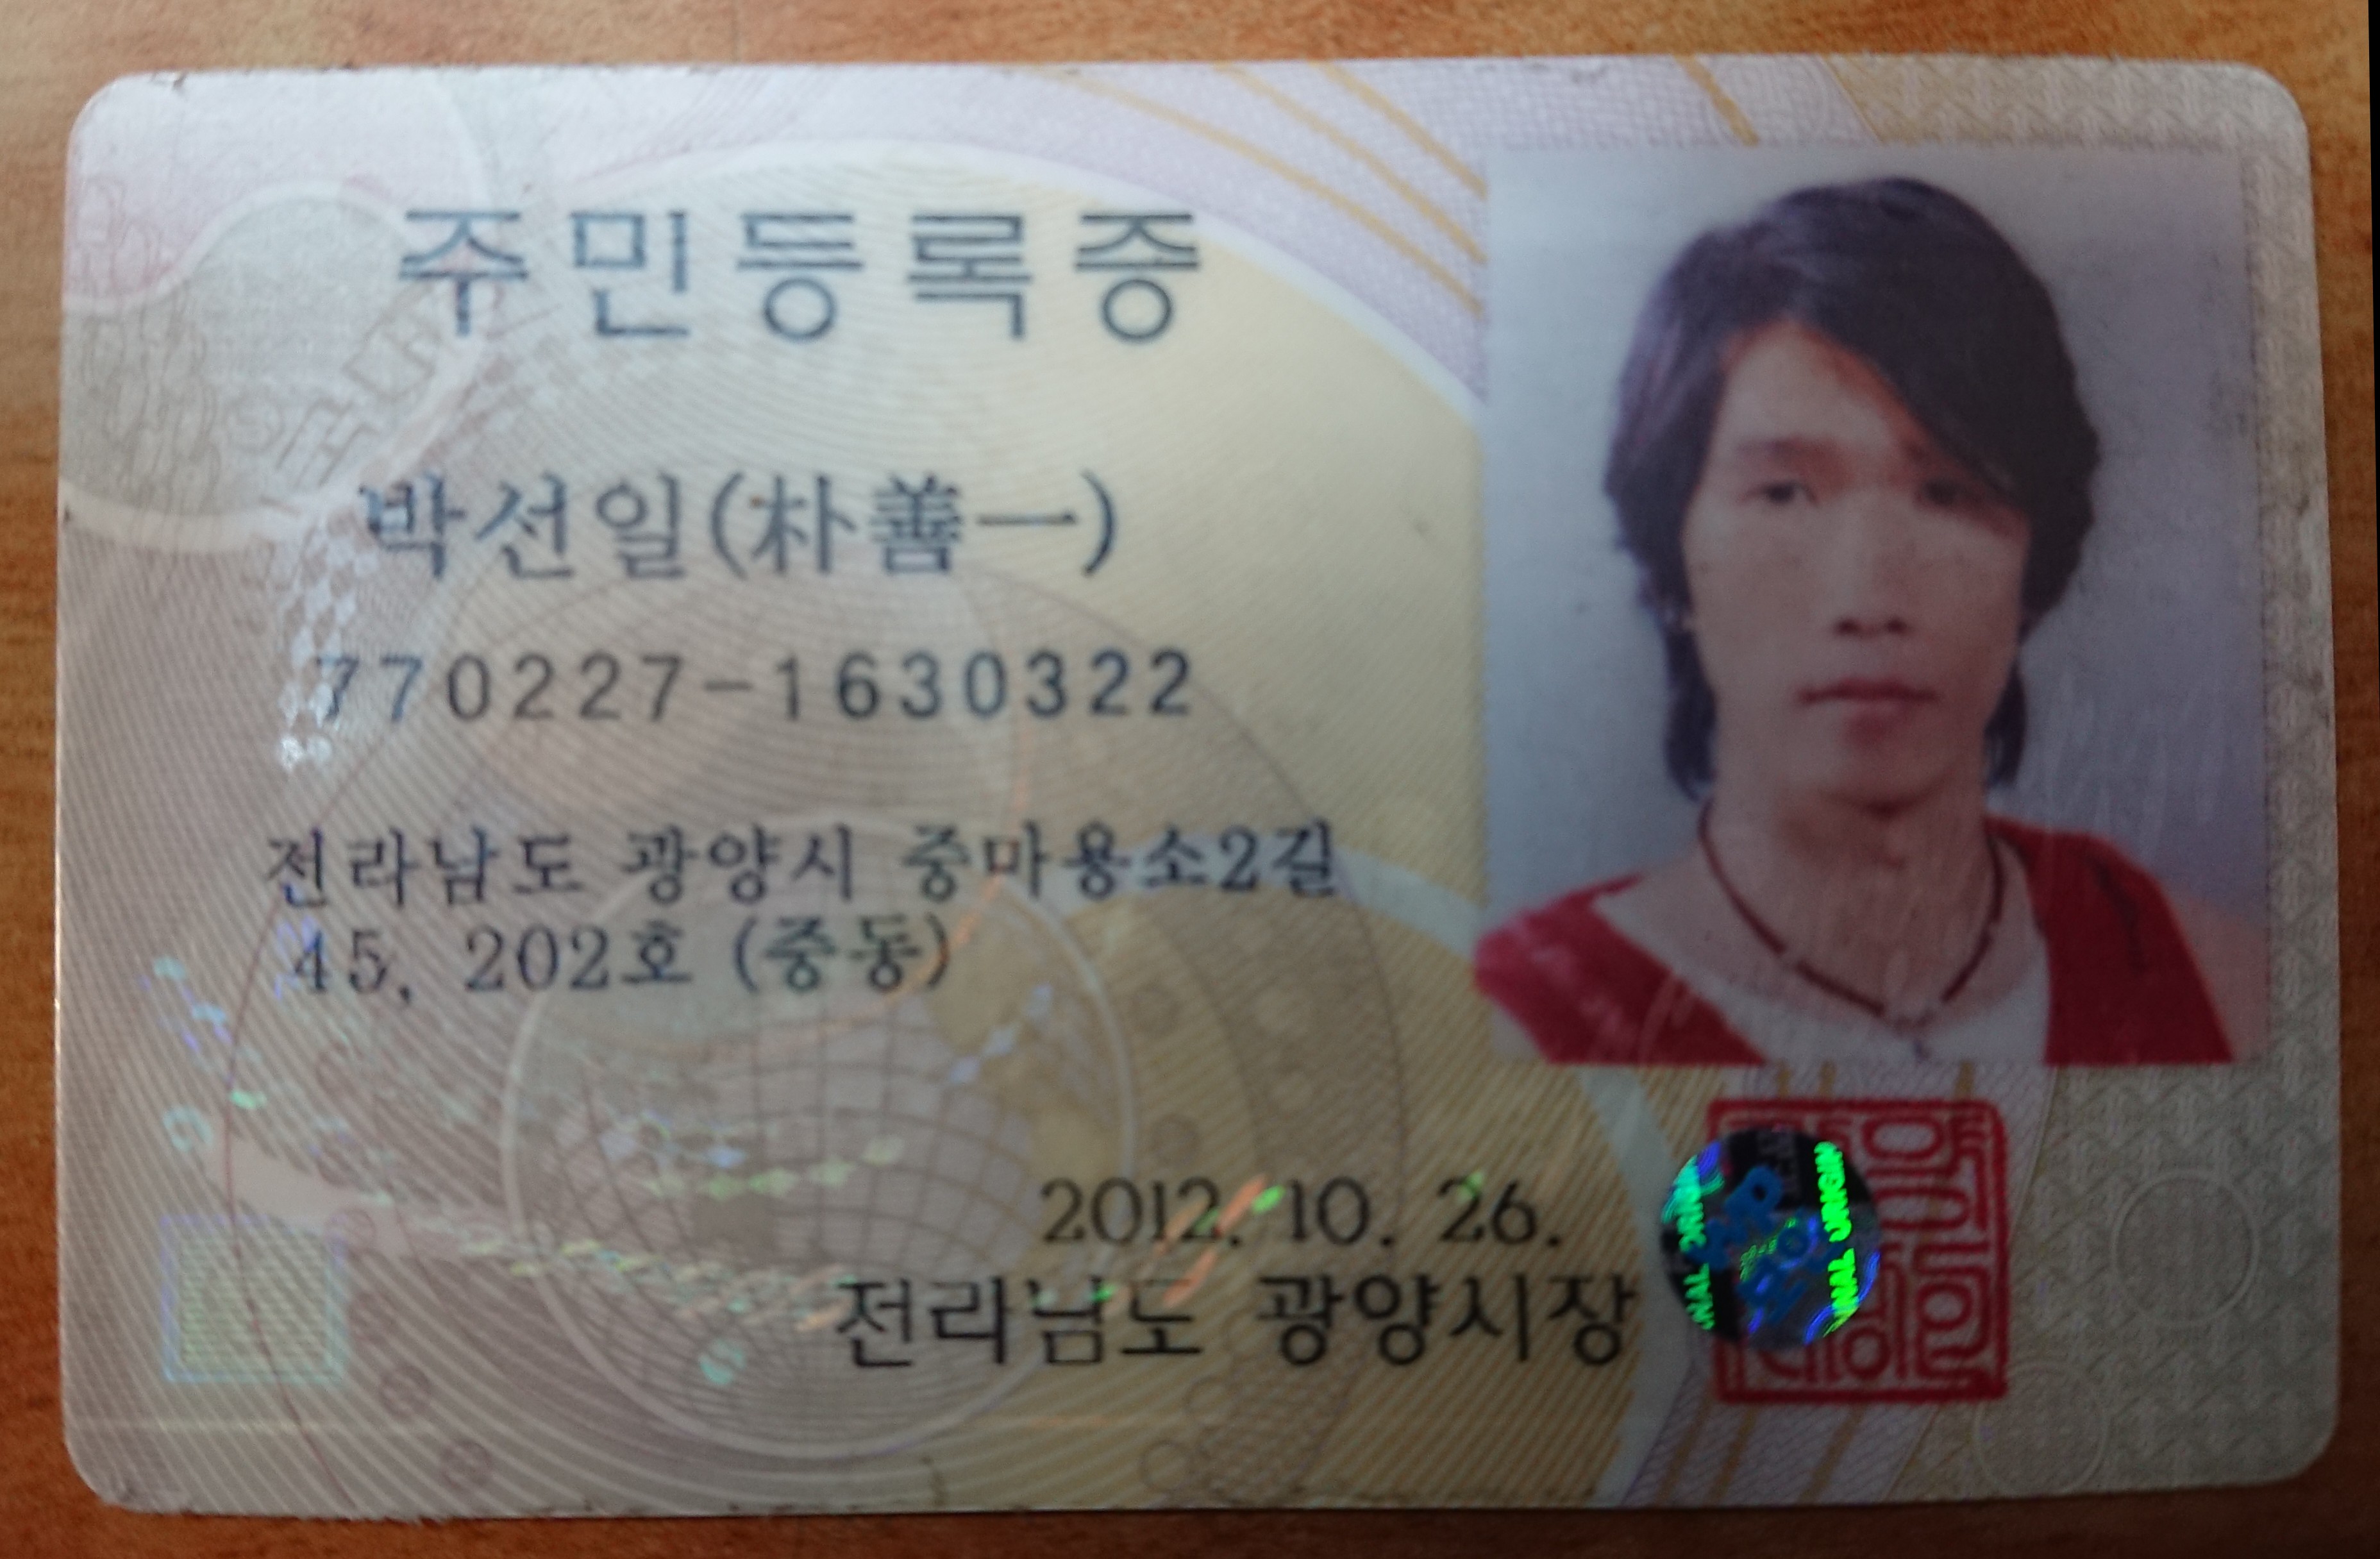 주민등록증
박선일(朴善一)
770227-1630322
전라남도 광양시 중마용소2길
45, 202호 (중동)
2012. 10. 26.
전라남도 광양시장